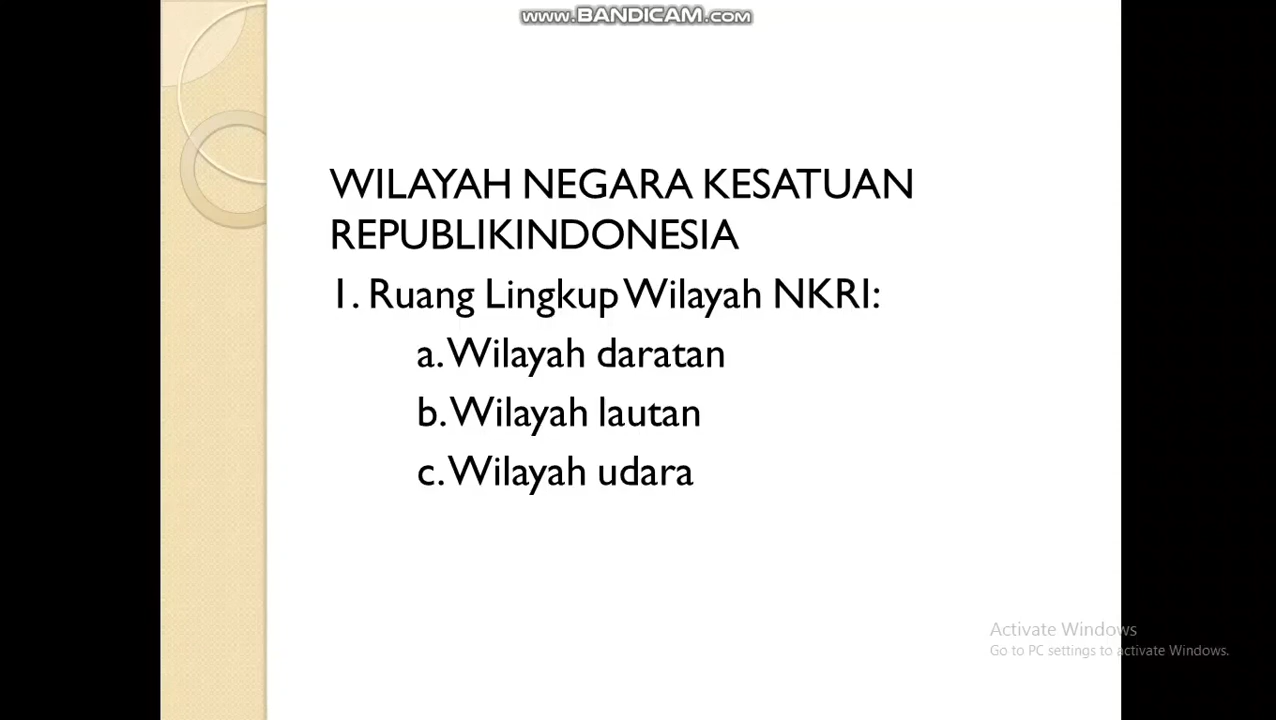 www.BANDICAM.com
WILAYAH NEGARA KESATUAN
REPUBLIKINDONESIA
1. Ruang Lingkup Wilayah NKRI:
a. Wilayah daratan
b. Wilayah lautan
c. Wilayah udara
Activate Windows
Go to PC settings to activate Windows.